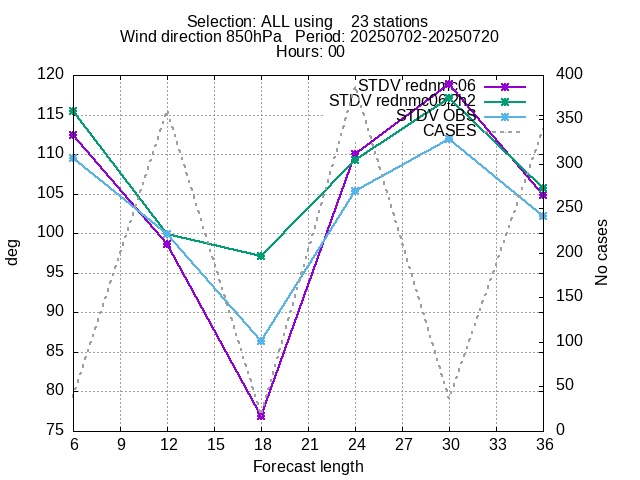 Selection: ALL using    23 stations
Wind direction 850hPa   Period: 20250702-20250720
Hours: 00
STDV rednmc06
STDV rednmc06_2h2
STDV OBS
CASES
120
115
110
105
100
95
90
85
80
75
400
350
300
250
200
150
100
50
0
deg
No cases
6 9 12 15 18 21 24 27 30 33 36
Forecast length